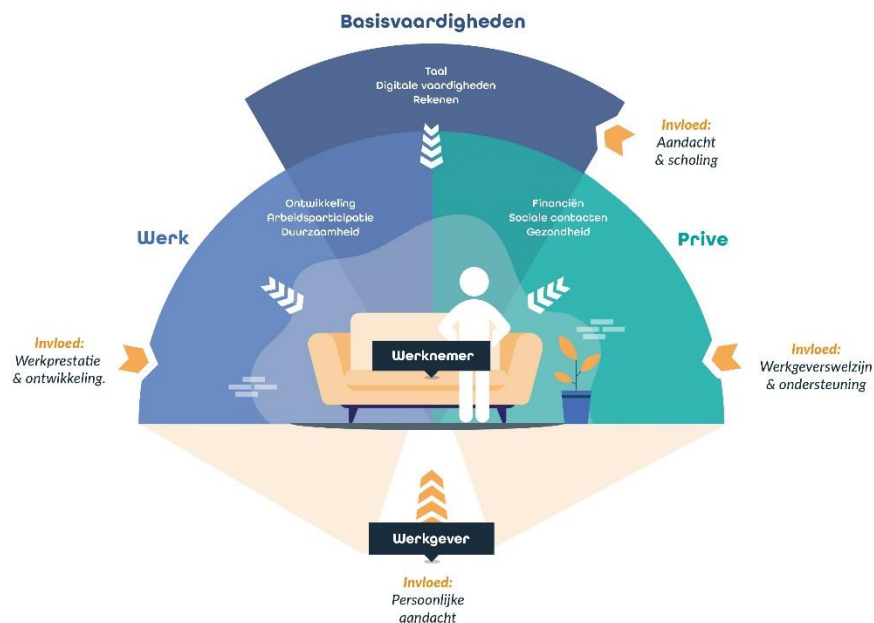 Basisvaardigheden
Taal
Digitale vaardigheden
Rekenen
Invloed:
Aandacht
& scholing
Werk
Ontwikkeling
Arbeidsparticipatie
Duurzaamheid
Financiën
Sociale contacten
Gezondheid
Prive
Invloed:
Werkprestatie
& ontwikkeling.
Werknemer
Invloed:
Werkgeverswelzijn
& ondersteuning
Werkgever
Invloed:
Persoonlijke
aandacht